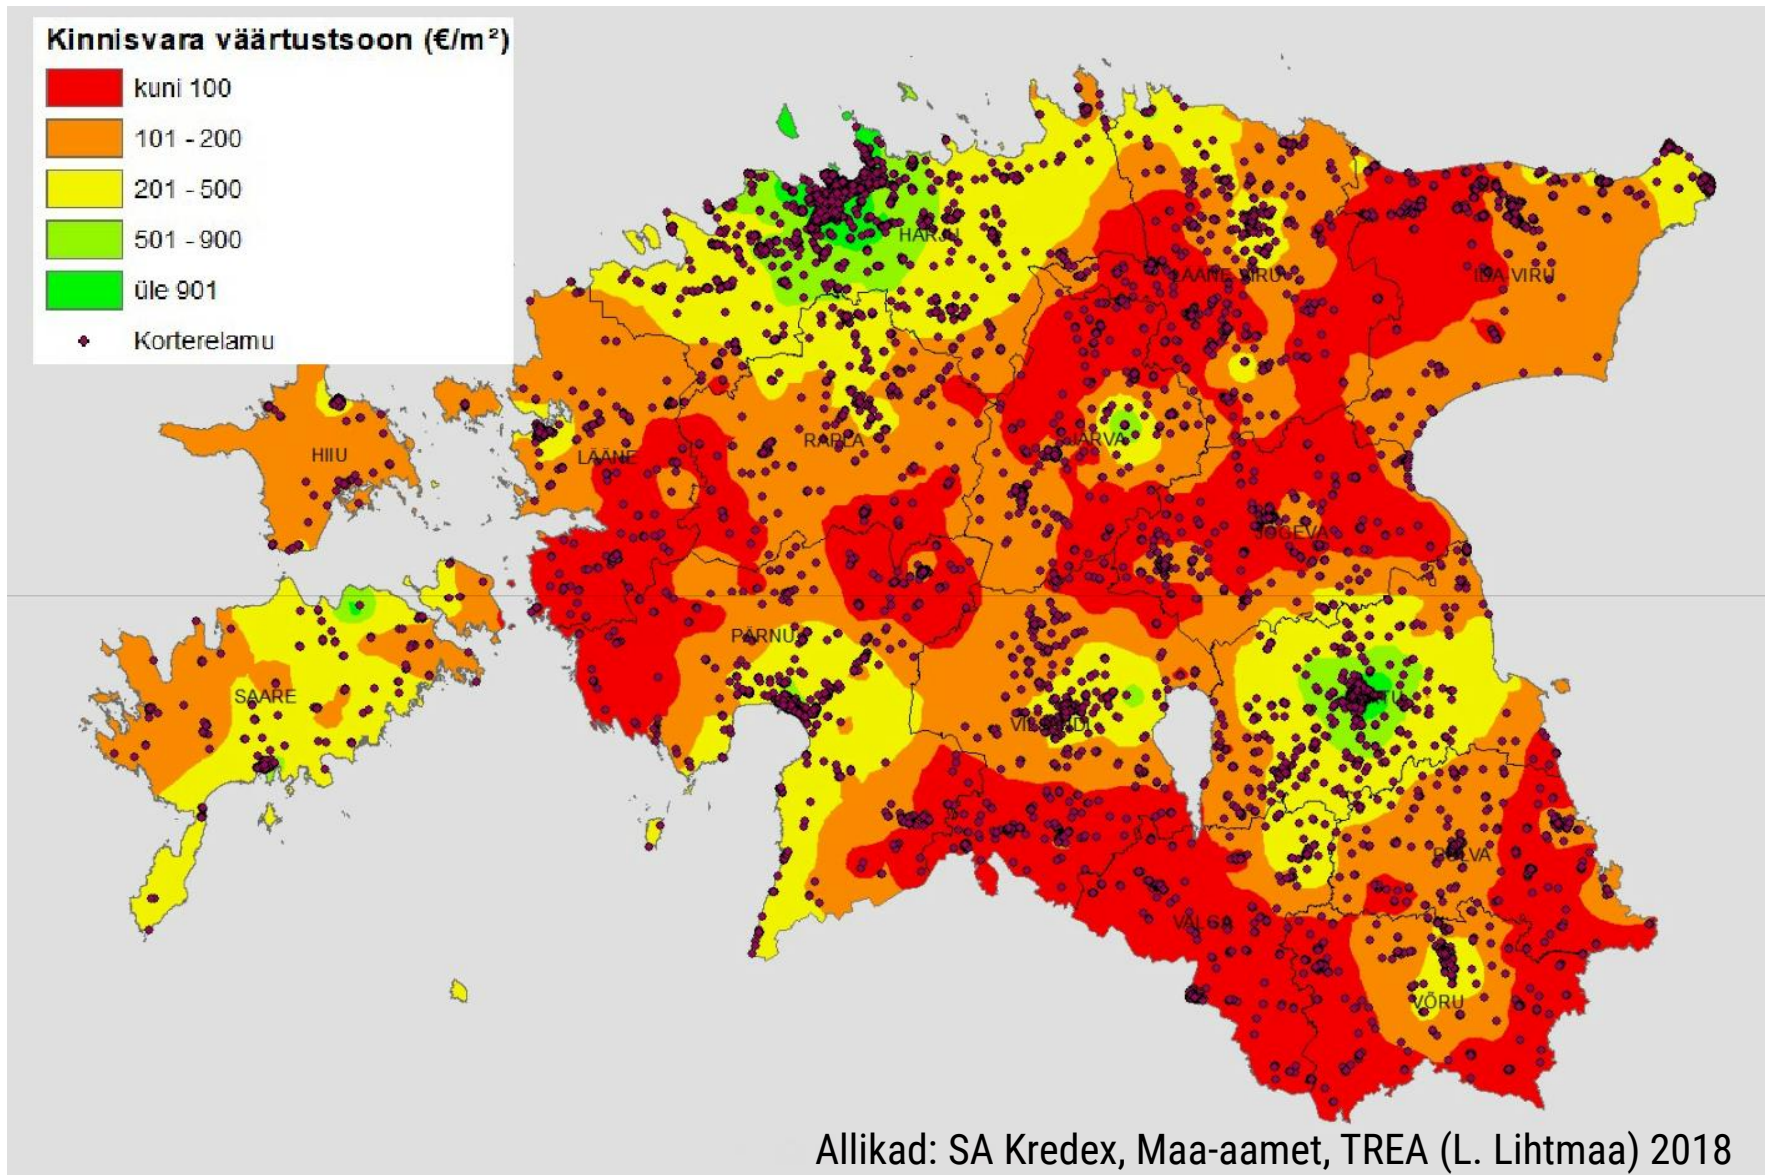 Kinnisvara väärtustsoon (€/m²)
kuni 100
101 - 200
201 - 500
501 - 900
üle 901
Korterelamu
HARJU
LÄÄNE-VIRU
IDA-VIRU
HIIU
LÄÄNE
RAPLA
JÄRVA
JÕGEVA
PÄRNU
SAARE
VILJANDI
TARTU
PÕLVA
VALGA
VÕRU
Allikad: SA Kredex, Maa-aamet, TREA (L. Lihtmaa) 2018